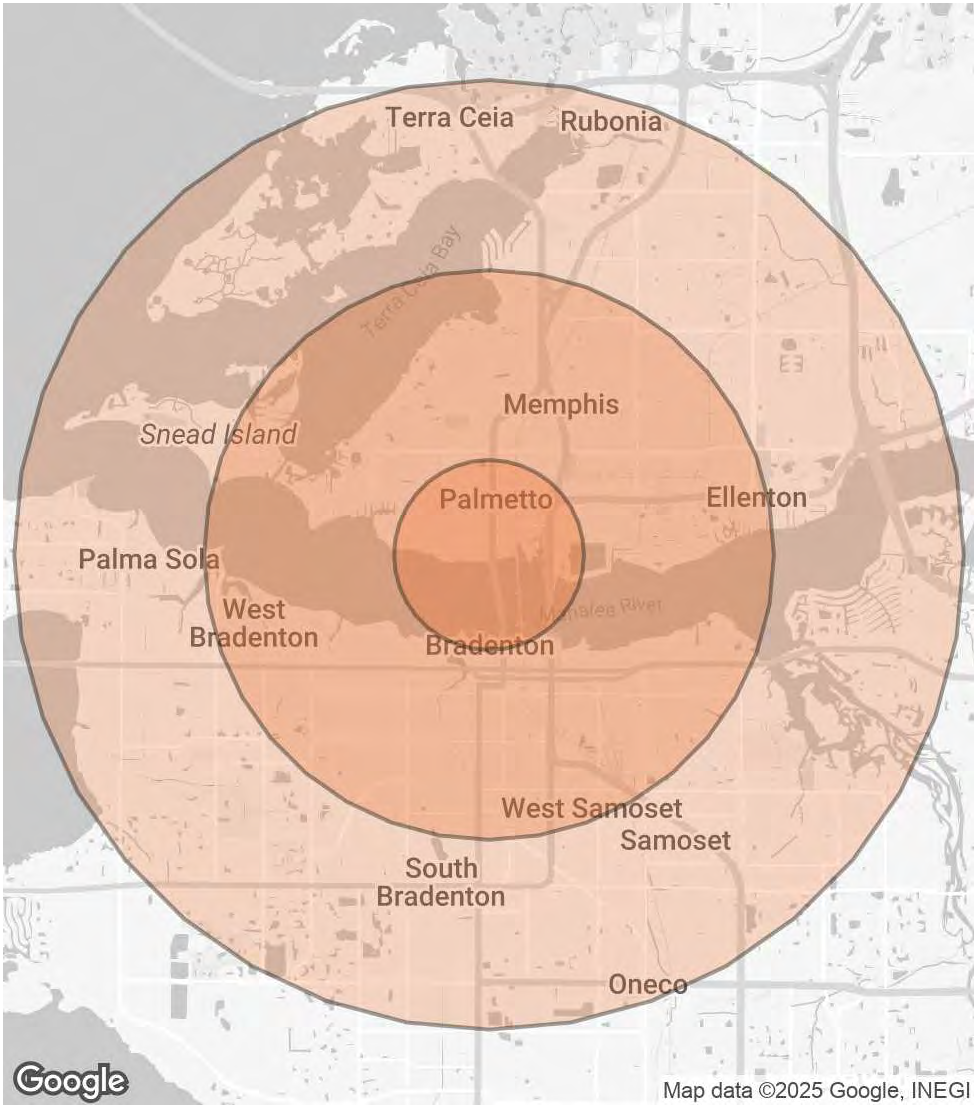 Terra Ceia
Rubonia
Terra Ceia Bay
Memphis
Snead Island
Palmetto
Ellenton
Palma Sola
West
Bradenton
Manatee River
Bradenton
West Samoset
Samoset
South
Bradenton
Oneco
Google
Map data ©2025 Google, INEGI